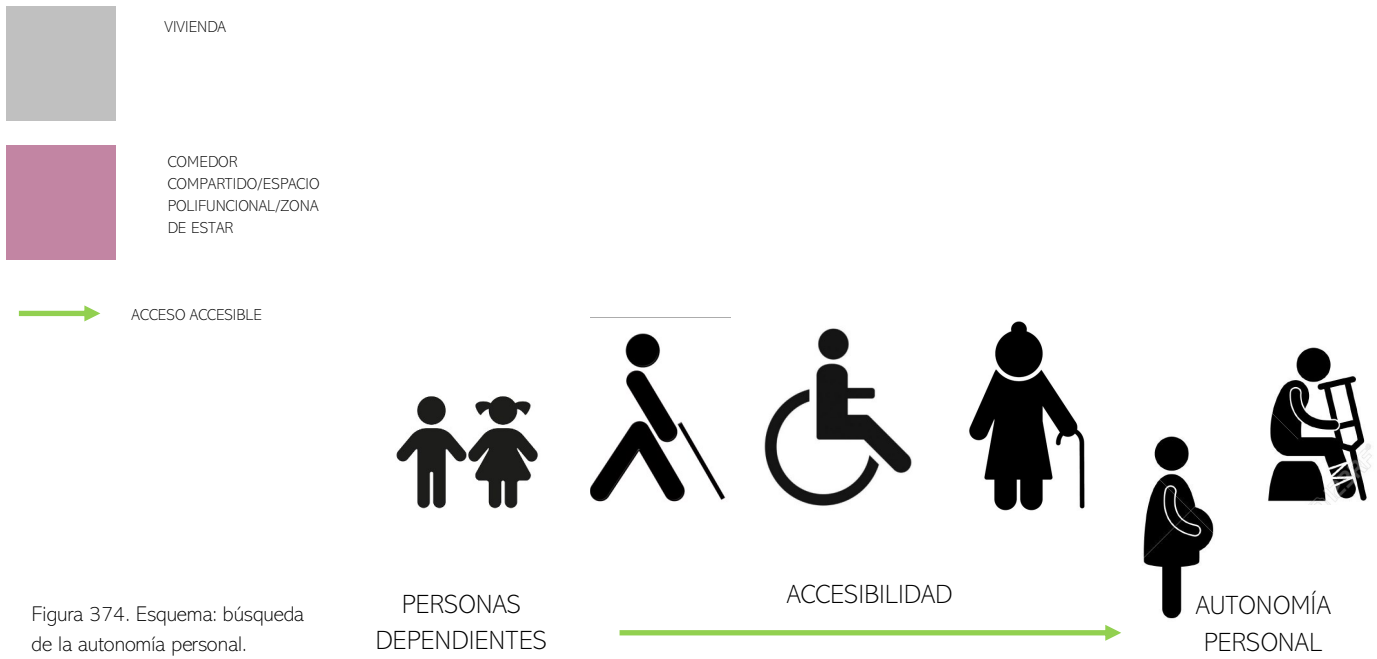 VIVIENDA
COMEDOR
COMPARTIDO/ESPACIO
POLIFUNCIONAL/ZONA
DE ESTAR
ACCESO ACCESIBLE
Figura 374. Esquema: búsqueda
de la autonomía personal.
PERSONAS
DEPENDIENTES
ACCESIBILIDAD
AUTONOMÍA
PERSONAL